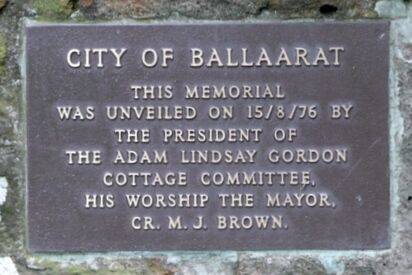 CITY OF BALLAARAT
THIS MEMORIAL
WAS UNVEILED ON 15/8/76 BY
THE PRESIDENT OF
THE ADAM LINDSAY GORDON
COTTAGE COMMITTEE,
HIS WORSHIP THE MAYOR,
CR. M. J. BROWN.